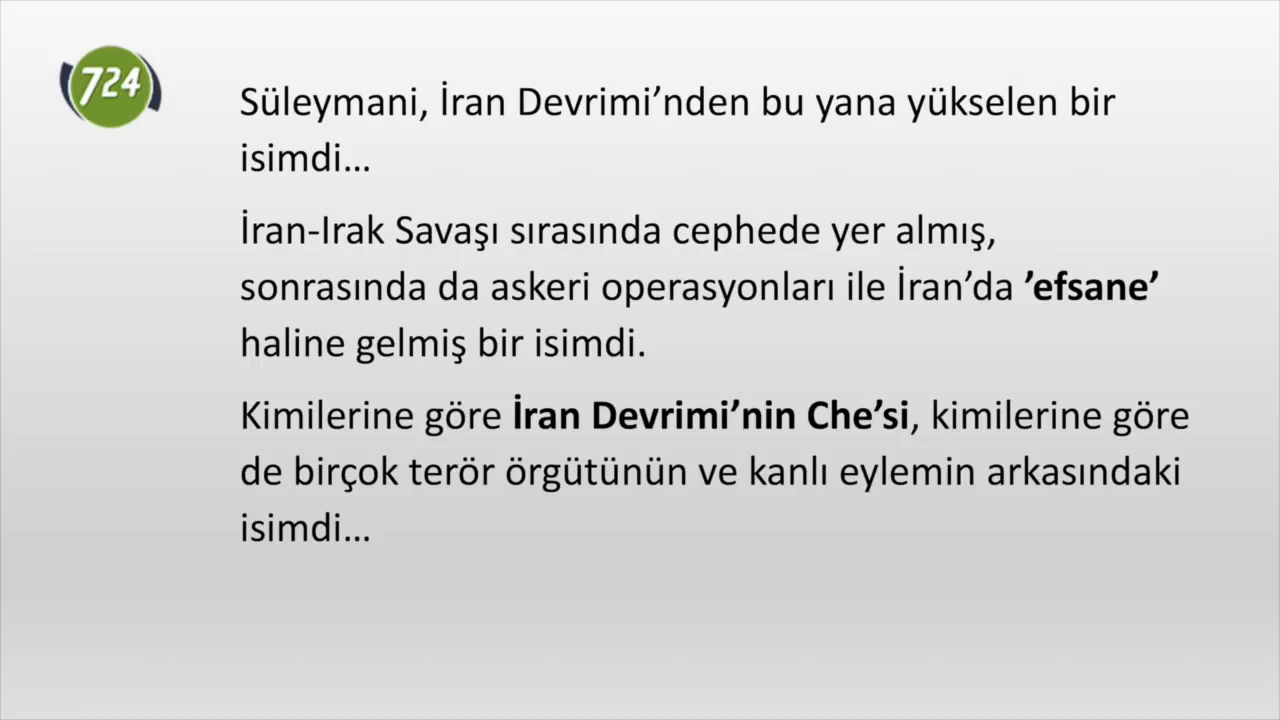 724
Süleymani, İran Devrimi’nden bu yana yükselen bir
isimdi…
İran-Irak Savaşı sırasında cephede yer almış,
sonrasında da askeri operasyonları ile İran’da ’efsane’
haline gelmiş bir isimdi.
Kimilerine göre İran Devrimi’nin Che’si, kimilerine göre
de birçok terör örgütünün ve kanlı eylemin arkasındaki
isimdi…